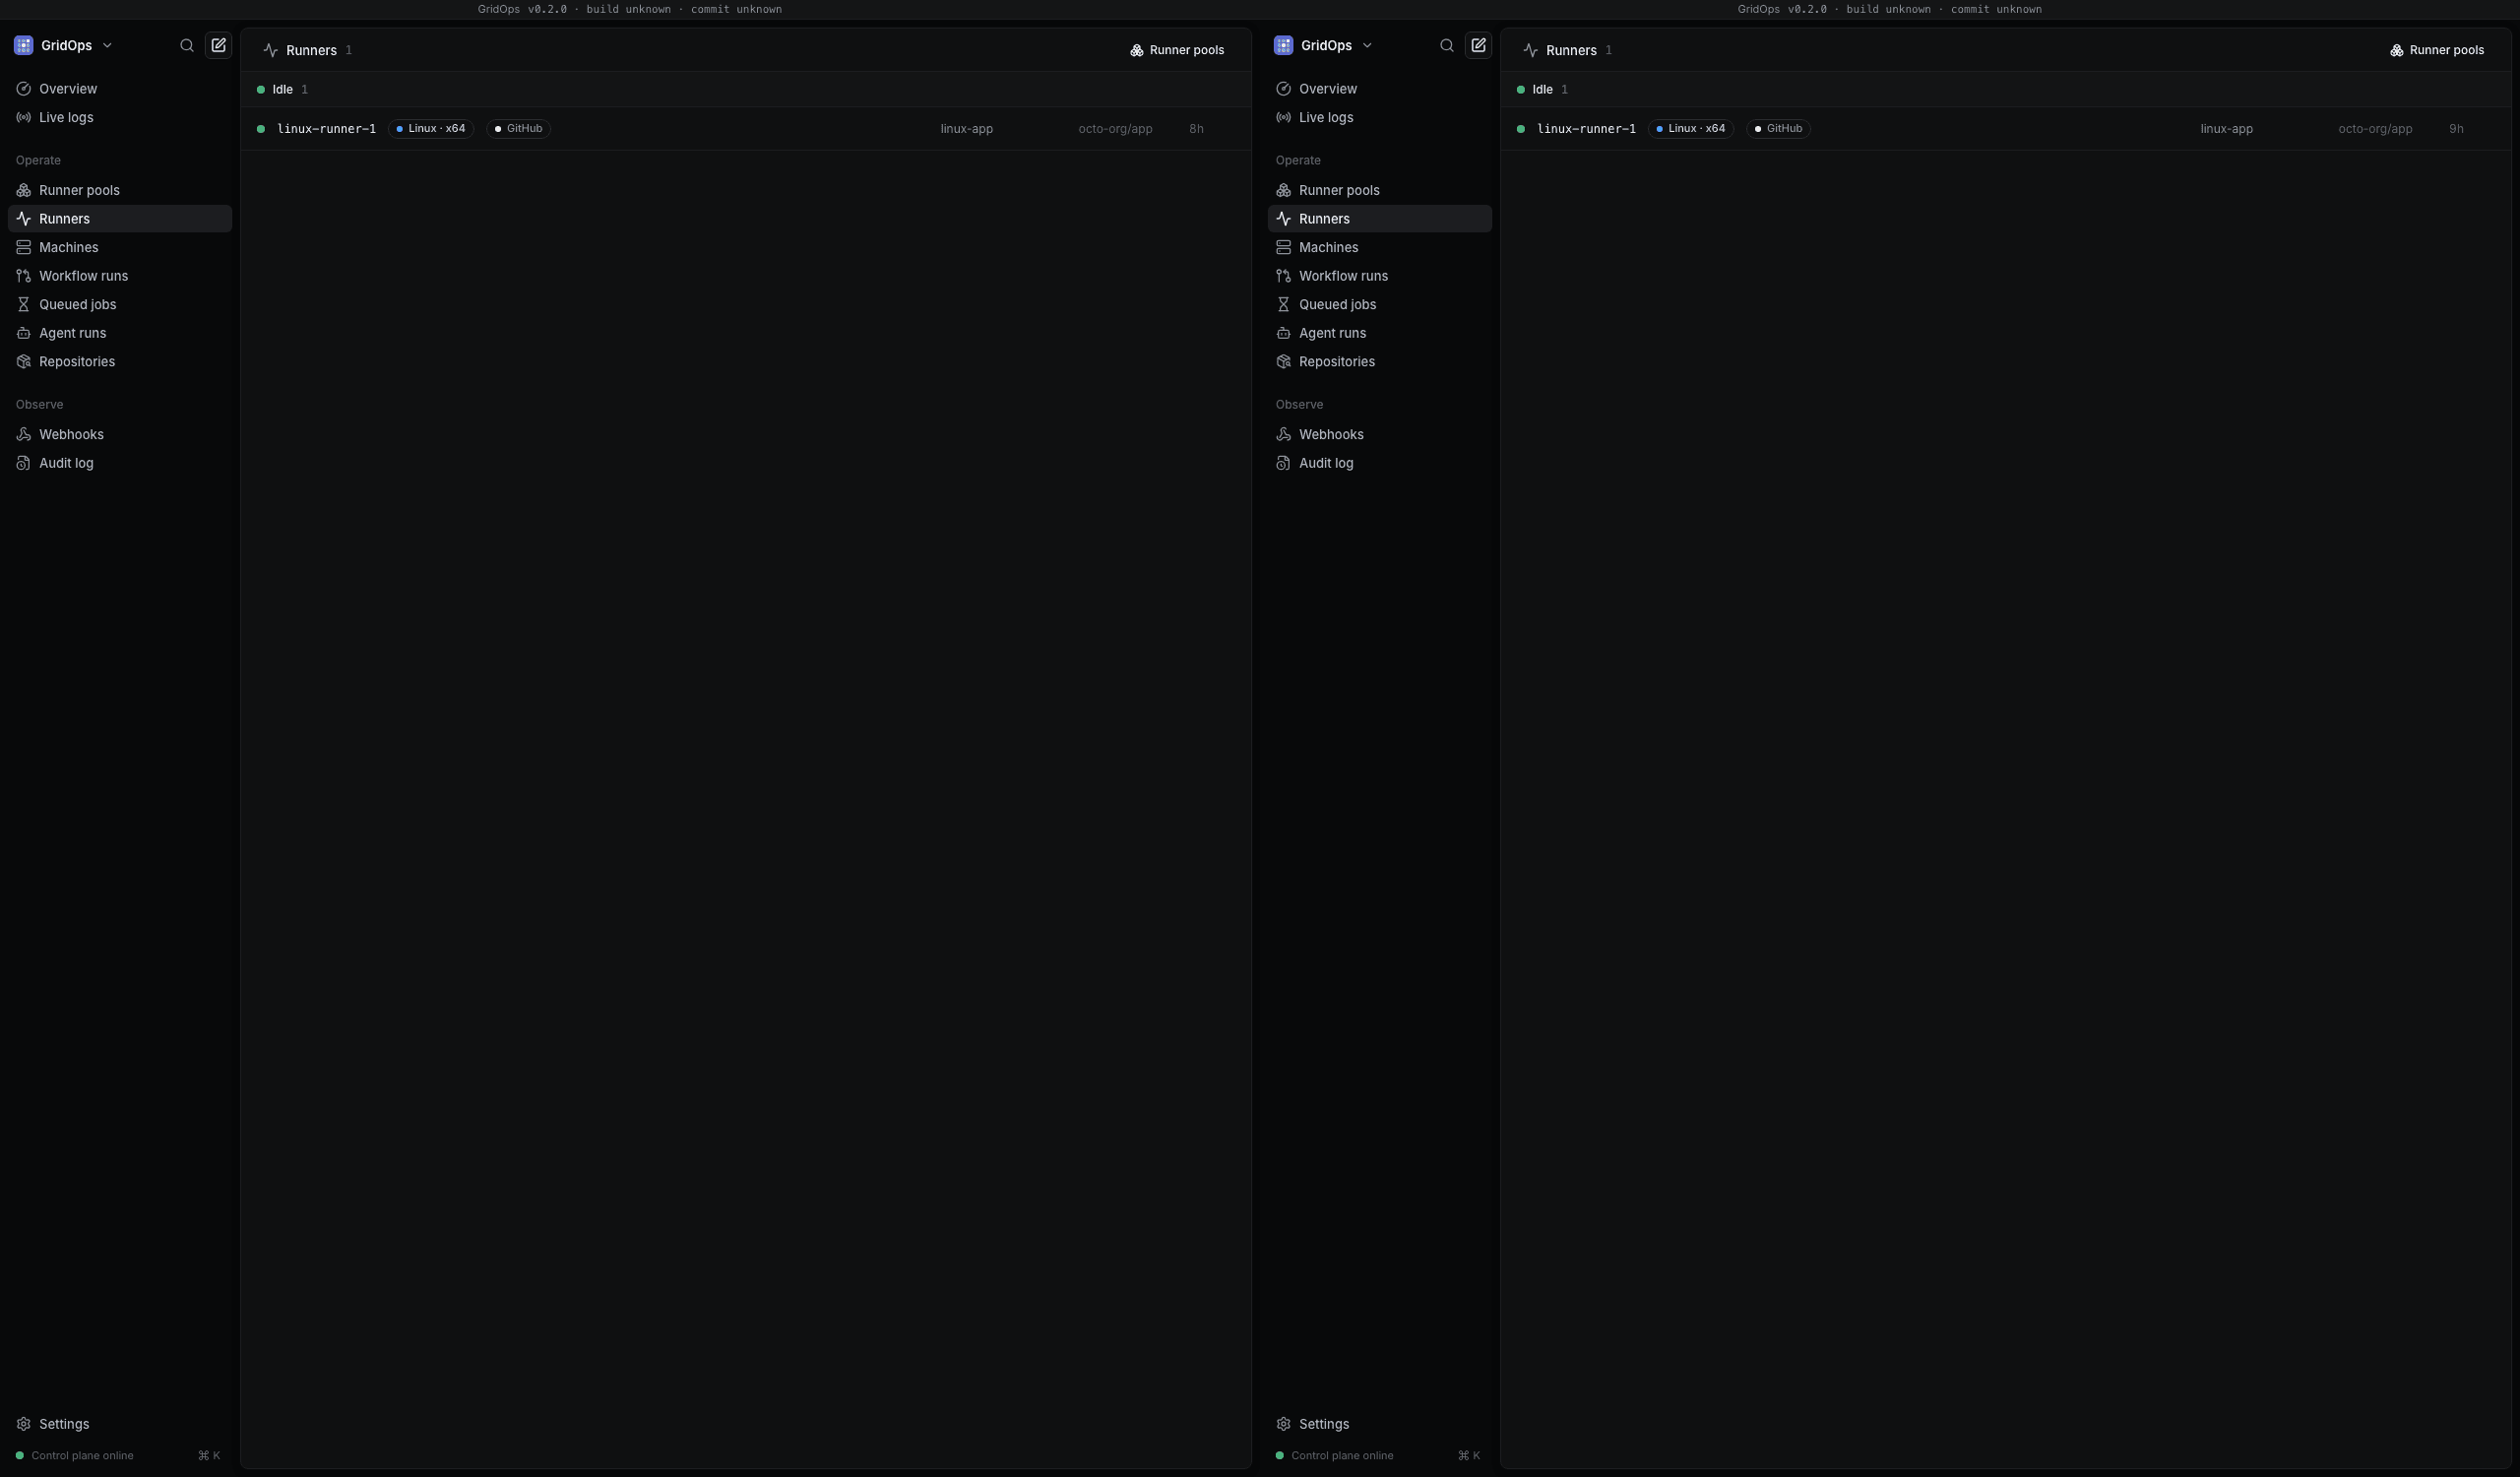 GridOps v0.2.0 · build unknown · commit unknown
GridOps
Overview
Live logs
Operate
Runner pools
Runners
Machines
Workflow runs
Queued jobs
Agent runs
Repositories
Observe
Webhooks
Audit log
Settings
Control plane online ⌘ K
Runners 1 Runner pools
Idle 1
linux-runner-1 Linux · x64 GitHub linux-app octo-org/app 8h
GridOps v0.2.0 · build unknown · commit unknown
GridOps
Overview
Live logs
Operate
Runner pools
Runners
Machines
Workflow runs
Queued jobs
Agent runs
Repositories
Observe
Webhooks
Audit log
Settings
Control plane online ⌘ K
Runners 1 Runner pools
Idle 1
linux-runner-1 Linux · x64 GitHub linux-app octo-org/app 9h